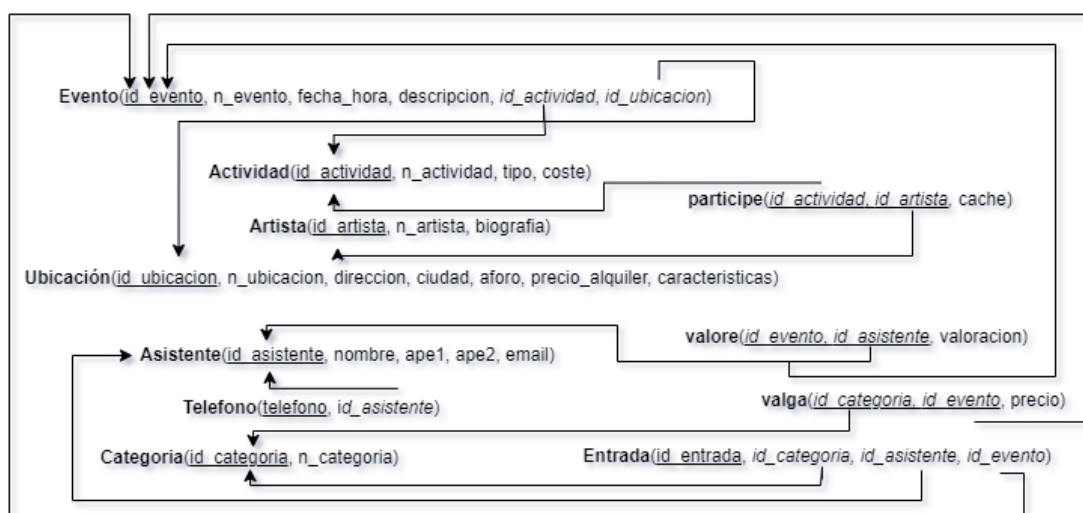 Evento(id_evento, n_evento, fecha_hora, descripcion, id_actividad, id_ubicacion)
Actividad(id_actividad, n_actividad, tipo, coste)
participe(id_actividad, id_artista, cache)
Artista(id_artista, n_artista, biografia)
Ubicación(id_ubicacion, n_ubicacion, direccion, ciudad, aforo, precio_alquiler, caracteristicas)
valore(id_evento, id_asistente, valoracion)
Asistente(id_asistente, nombre, ape1, ape2, email)
Telefono(telefono, id_asistente)
valga(id_categoria, id_evento, precio)
Categoria(id_categoria, n_categoria)
Entrada(id_entrada, id_categoria, id_asistente, id_evento)